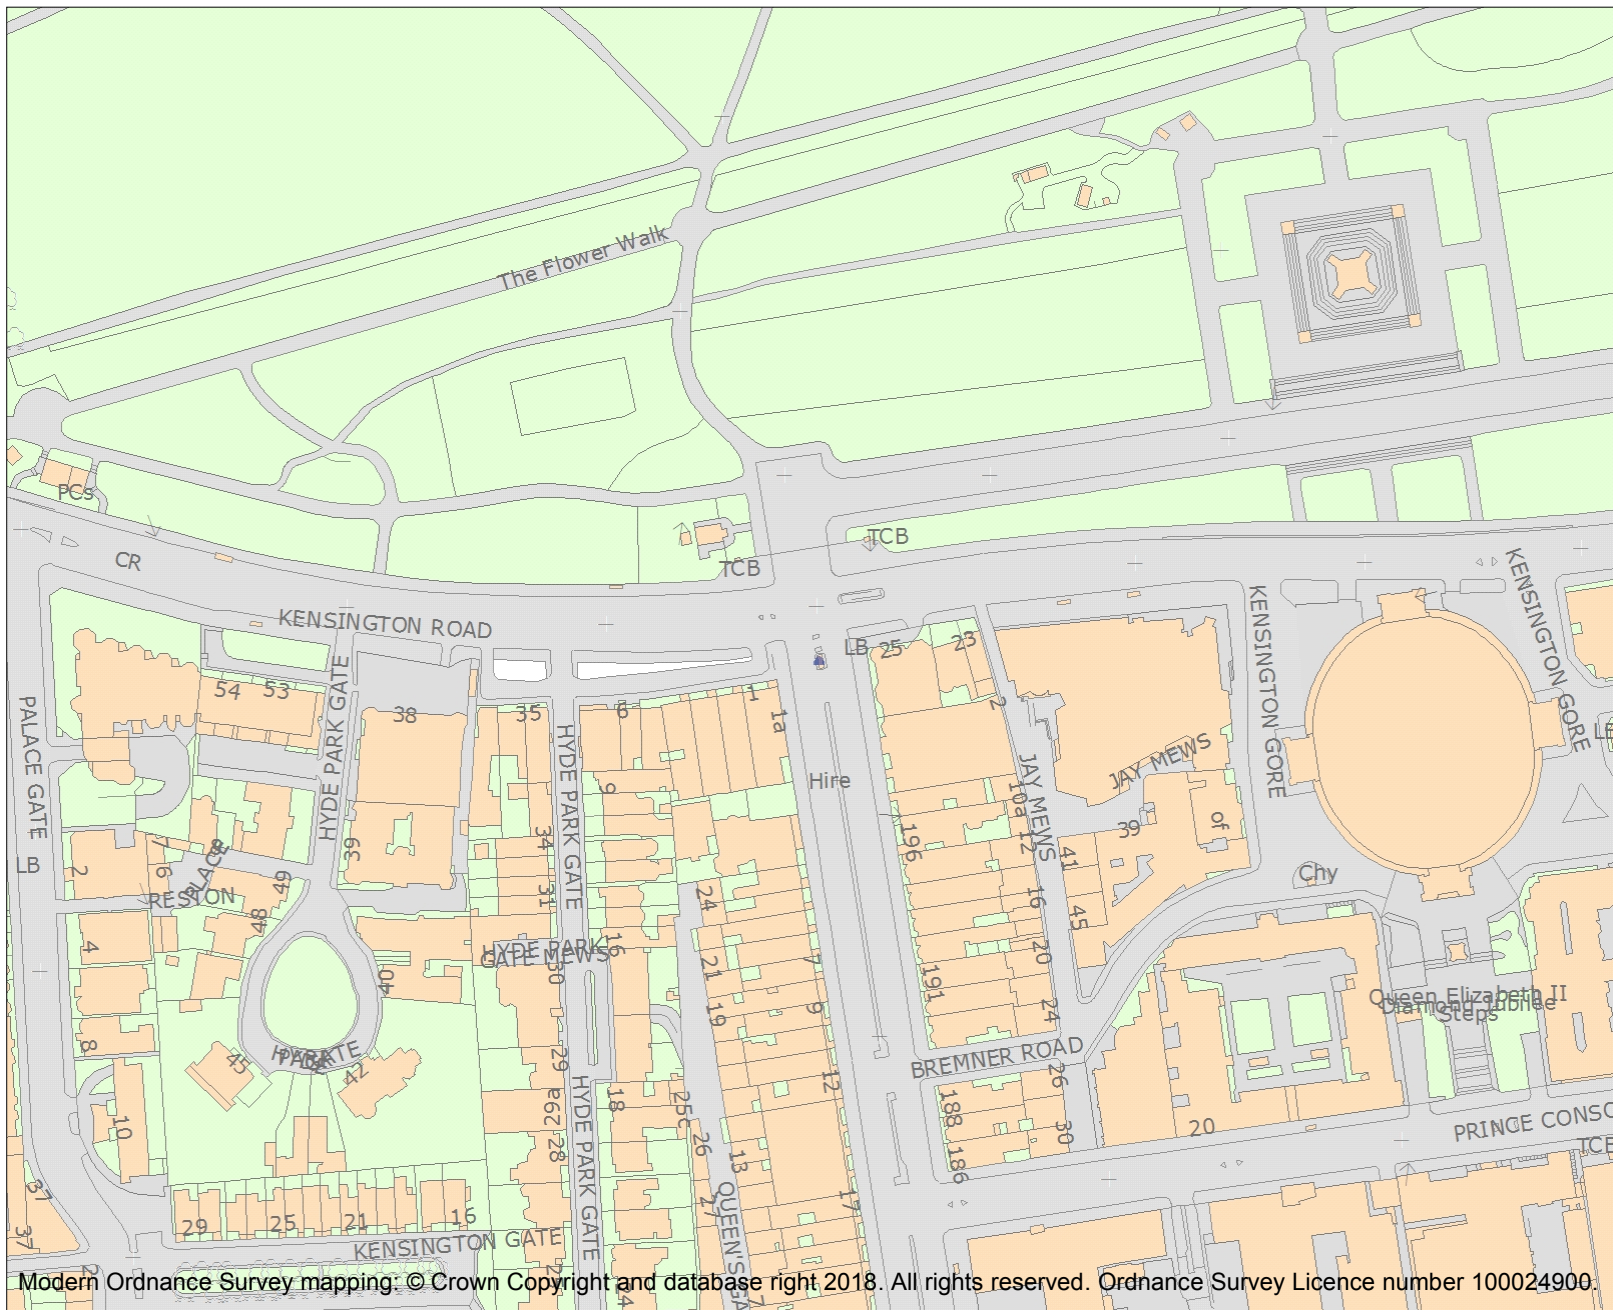 The Flower Walk
PCs
CR
TCB
TCB
KENSINGTON ROAD
KENSINGTON GORE
KENSINGTON GORE
LB
25
23
54
53
HYDE PARK GATE
38
35
6
1
1a
2
PALACE GATE
HYDE PARK GATE
Hire
JAY MEWS
JAY MEWS
LB
9
10a
12
39
of
34
39
196
41
7
6
8
2
PLACE
RESTON
49
48
LB
Chy
31
24
16
45
4
HYDE PARK
GATE MEWS
16
30
40
7
21
20
191
Queen Elizabeth II
Diamond Jubilee
Steps
19
9
24
8
45
42
29
BREMNER ROAD
12
26
10
29a
18
25c
188
30
20
PRINCE CONSO
TCB
28
26
13
186
HYDE PARK GATE
37
37
29
25
21
16
27
17
QUEEN'S GA
KENSINGTON GATE
24
7
Modern Ordnance Survey mapping: © Crown Copyright and database right 2018. All rights reserved. Ordnance Survey Licence number 100024900.